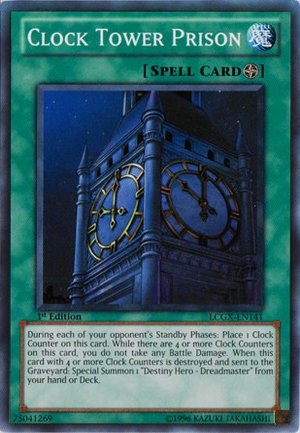 CLOCK TOWER PRISON
魔
[SPELL CARD]
1st Edition LCGX-EN141
During each of your opponent's Standby Phases: Place 1 Clock
Counter on this card. While there are 4 or more Clock Counters
on this card, you do not take any Battle Damage. When this
card with 4 or more Clock Counters is destroyed and sent to the
Graveyard: Special Summon 1 "Destiny Hero - Dreadmaster" from
your hand or Deck.
75041269 ©1996 KAZUKI TAKAHASHI